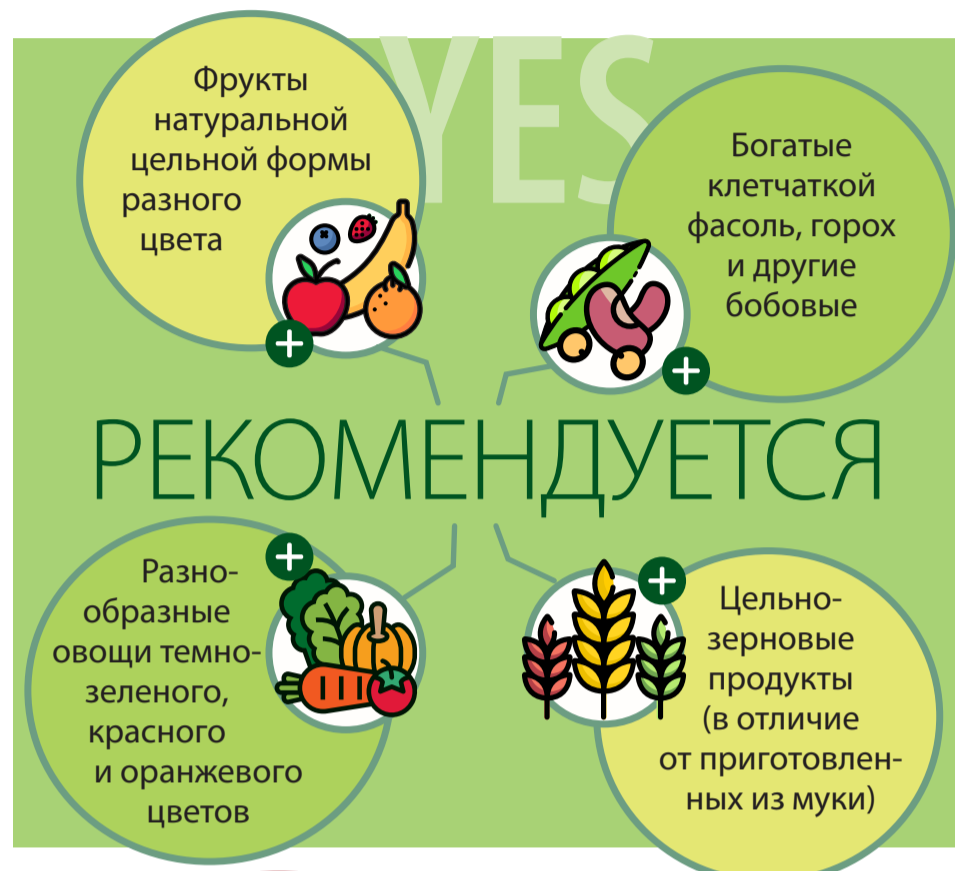 YES
Фрукты
натуральной
цельной формы
разного
цвета
Богатые
клетчаткой
фасоль, горох
и другие
бобовые
РЕКОМЕНДУЕТСЯ
Разно-
образные
овощи темно-
зеленого,
красного
и оранжевого
цветов
Цельно-
зерновые
продукты
(в отличие
от приготовлен-
ных из муки)